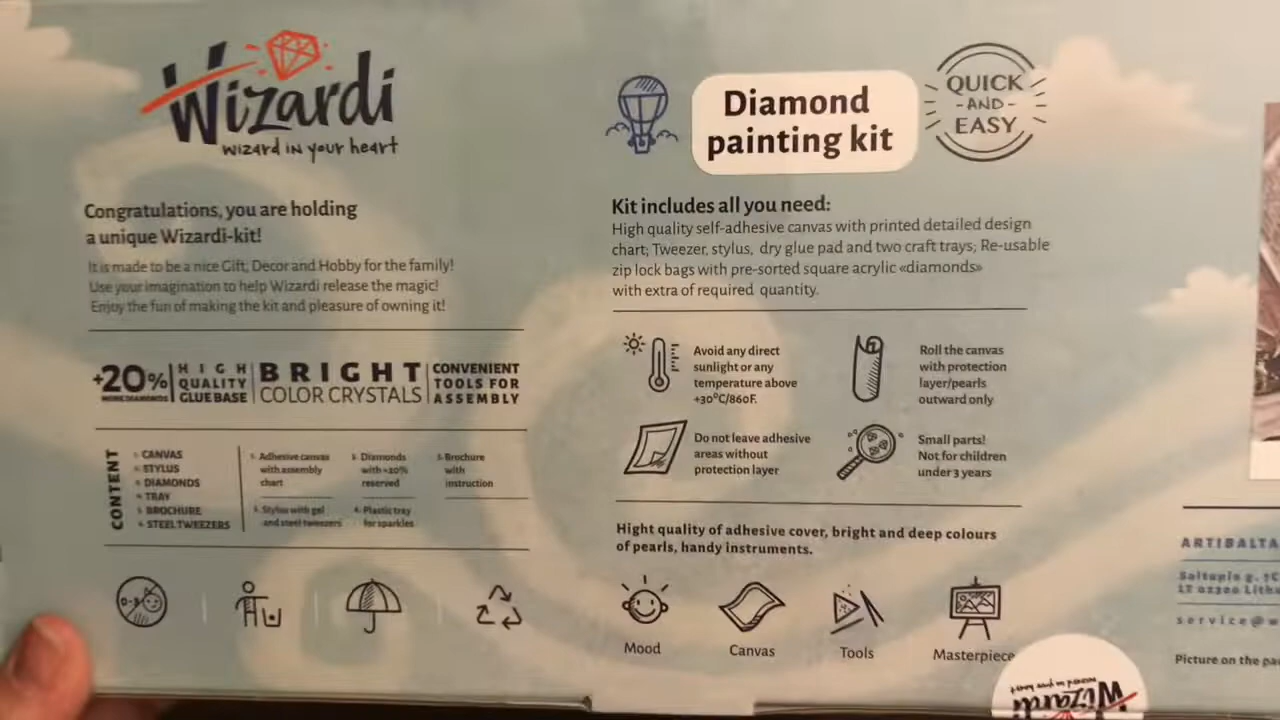 Wizardi
wizard in your heart
Congratulations, you are holding
a unique Wizardi-kit!
It is made to be a nice Gift, Decor and Hobby for the family!
Use your imagination to help Wizardi release the magic!
Enjoy the fun of making the kit and pleasure of owning it!
+20%
MORE DIAMONDS
HIGH
QUALITY
GLUE BASE
BRIGHT
COLOR CRYSTALS
CONVENIENT
TOOLS FOR
ASSEMBLY
CONTENT
CANVAS
STYLUS
DIAMONDS
TRAY
BROCHURE
STEEL TWEEZERS
1. Adhesive canvas
with assembly
chart
2. Diamonds
with +20%
reserved
3. Brochure
with
instruction
5. Stylus with gel
and steel tweezers
4. Plastic tray
for sparkles
0-3
Diamond
painting kit
QUICK
-AND-
EASY
Kit includes all you need:
High quality self-adhesive canvas with printed detailed design
chart; Tweezer, stylus, dry glue pad and two craft trays; Re-usable
zip lock bags with pre-sorted square acrylic «diamonds»
with extra of required quantity.
Avoid any direct
sunlight or any
temperature above
+30°C/86oF.
Roll the canvas
with protection
layer/pearls
outward only
Do not leave adhesive
areas without
protection layer
Small parts!
Not for children
under 3 years
Hight quality of adhesive cover, bright and deep colours
of pearls, handy instruments.
Mood
Canvas
Tools
Masterpiece
Wizardi
wizard in your heart
ARTIBALTA
Saltupio g.
LT 02300 Lith
service@w
Picture on the pa